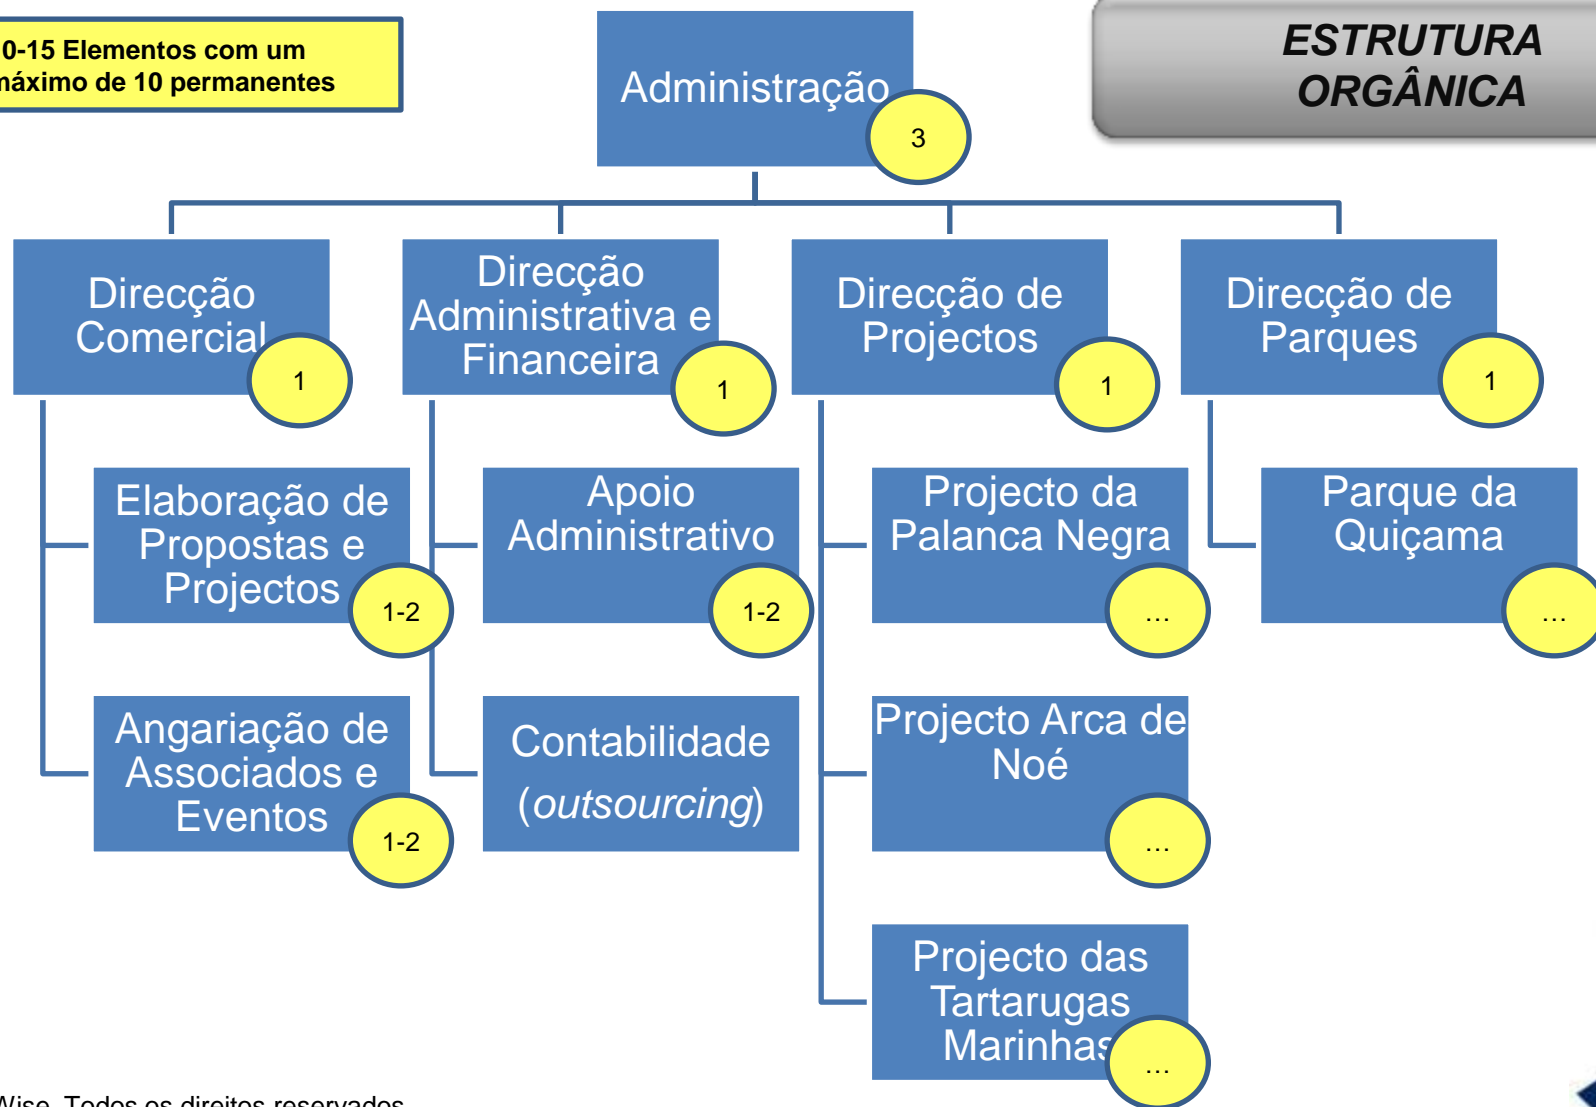 0-15 Elementos com um
máximo de 10 permanentes
ESTRUTURA
ORGÂNICA
Administração
3
Direcção
Comercial
1
Direcção
Administrativa e
Financeira
1
Direcção de
Projectos
1
Direcção de
Parques
1
Elaboração de
Propostas e
Projectos
1-2
Apoio
Administrativo
1-2
Projecto da
Palanca Negra
...
Parque da
Quiçama
...
Angariação de
Associados e
Eventos
1-2
Contabilidade
(outsourcing)
Projecto Arca de
Noé
...
Projecto das
Tartarugas
Marinhas
...
Wise. Todos os direitos reservados